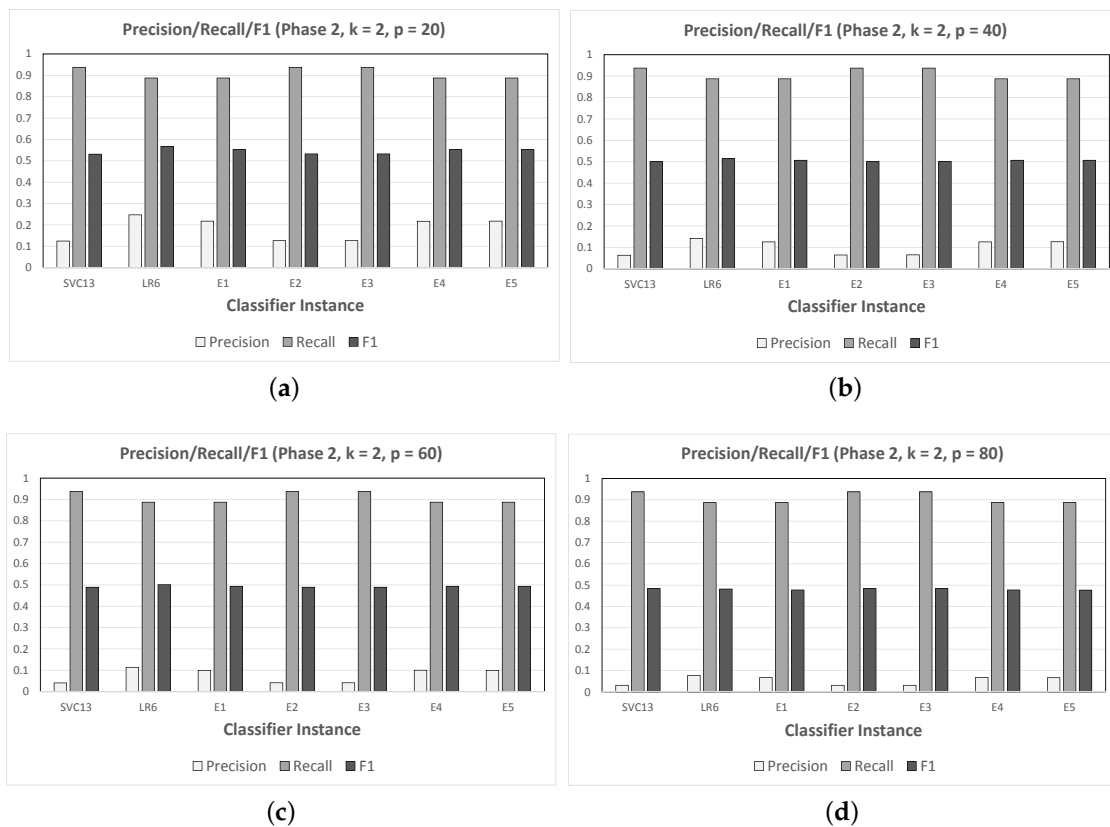 Precision/Recall/F1 (Phase 2, k = 2, p = 20)
1
0.9
0.8
0.7
0.6
0.5
0.4
0.3
0.2
0.1
0
SVC13 LR6 E1 E2 E3 E4 E5
Classifier Instance
Precision Recall F1
(a)
Precision/Recall/F1 (Phase 2, k = 2, p = 40)
1
0.9
0.8
0.7
0.6
0.5
0.4
0.3
0.2
0.1
0
SVC13 LR6 E1 E2 E3 E4 E5
Classifier Instance
Precision Recall F1
(b)
Precision/Recall/F1 (Phase 2, k = 2, p = 60)
1
0.9
0.8
0.7
0.6
0.5
0.4
0.3
0.2
0.1
0
SVC13 LR6 E1 E2 E3 E4 E5
Classifier Instance
Precision Recall F1
(c)
Precision/Recall/F1 (Phase 2, k = 2, p = 80)
1
0.9
0.8
0.7
0.6
0.5
0.4
0.3
0.2
0.1
0
SVC13 LR6 E1 E2 E3 E4 E5
Classifier Instance
Precision Recall F1
(d)